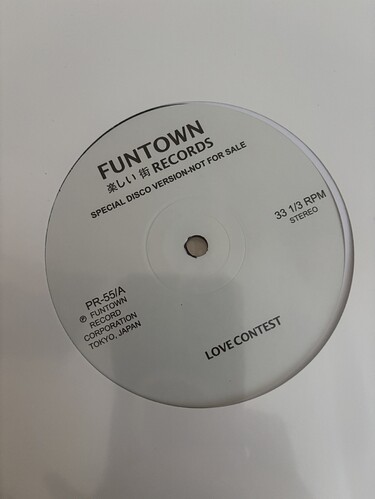 FUNTOWN
楽しい 街 RECORDS
SPECIAL DISCO VERSION-NOT FOR SALE
33 1/3 RPM
STEREO
PR-55/A
℗ FUNTOWN
RECORD
CORPORATION
TOKYO, JAPAN
LOVE CONTEST